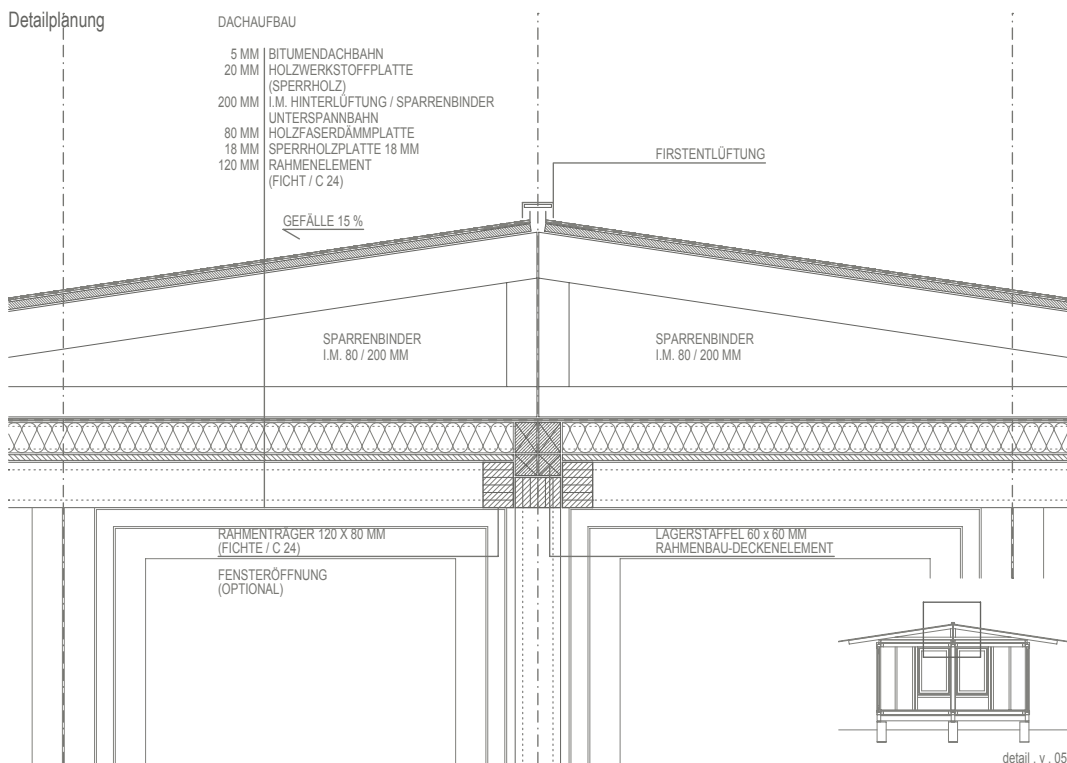 Detailplanung
DACHAUFBAU
5 MM BITUMENDACHBAHN
20 MM HOLZWERKSTOFFPLATTE
(SPERRHOLZ)
200 MM I.M. HINTERLÜFTUNG / SPARRENBINDER
UNTERSPANNBAHN
80 MM HOLZFASERDÄMMPLATTE
18 MM SPERRHOLZPLATTE 18 MM
120 MM RAHMENELEMENT
(FICHT / C 24)
FIRSTENTLÜFTUNG
GEFÄLLE 15 %
SPARRENBINDER
I.M. 80 / 200 MM
SPARRENBINDER
I.M. 80 / 200 MM
RAHMENTRÄGER 120 X 80 MM
(FICHTE / C 24)
FENSTERÖFFNUNG
(OPTIONAL)
LAGERSTAFFEL 60 x 60 MM
RAHMENBAU-DECKENELEMENT
detail . v . 05